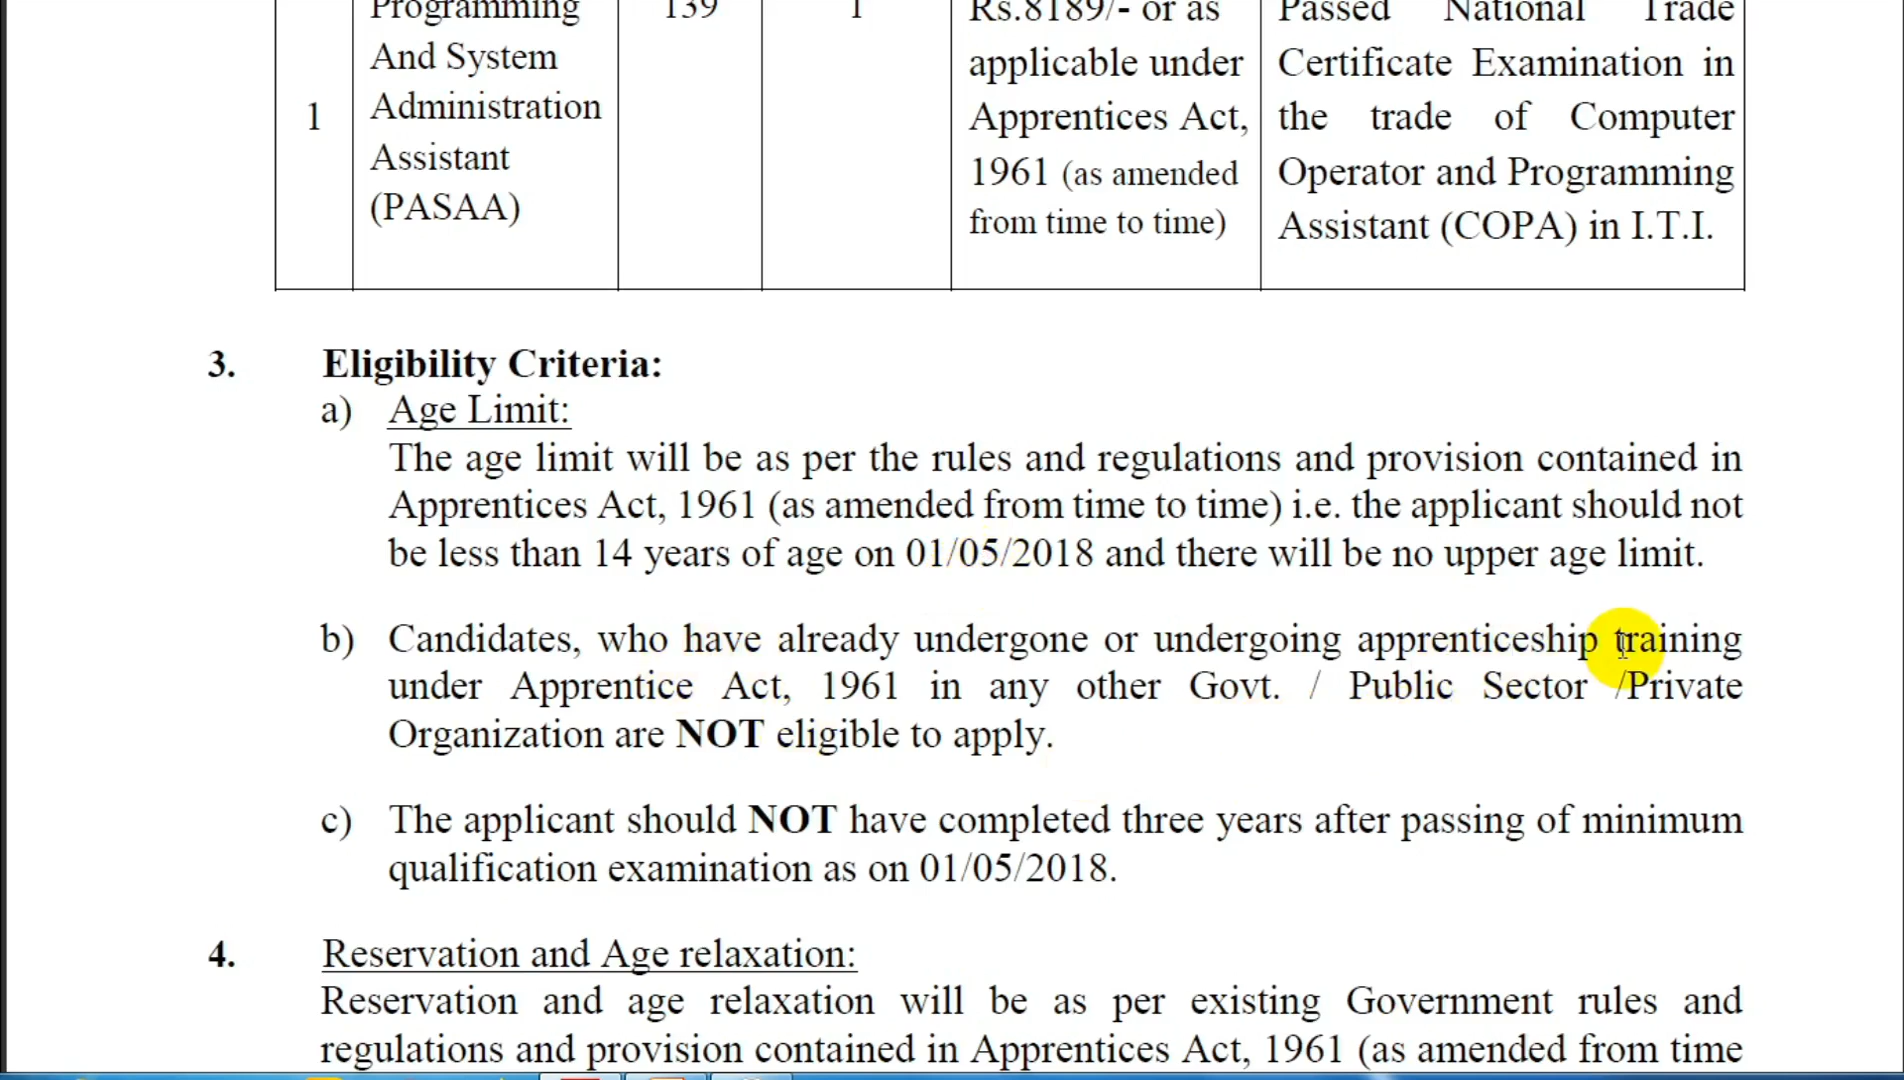 Programming
And System
Administration
Assistant
(PASAA)
1
139
1
Rs.8189/- or as
applicable under
Apprentices Act,
1961 (as amended
from time to time)
Passed National Trade
Certificate Examination in
the trade of Computer
Operator and Programming
Assistant (COPA) in I.T.I.
3. Eligibility Criteria:
a) Age Limit:
The age limit will be as per the rules and regulations and provision contained in
Apprentices Act, 1961 (as amended from time to time) i.e. the applicant should not
be less than 14 years of age on 01/05/2018 and there will be no upper age limit.
b) Candidates, who have already undergone or undergoing apprenticeship training
under Apprentice Act, 1961 in any other Govt. / Public Sector /Private
Organization are NOT eligible to apply.
c) The applicant should NOT have completed three years after passing of minimum
qualification examination as on 01/05/2018.
4. Reservation and Age relaxation:
Reservation and age relaxation will be as per existing Government rules and
regulations and provision contained in Apprentices Act, 1961 (as amended from time